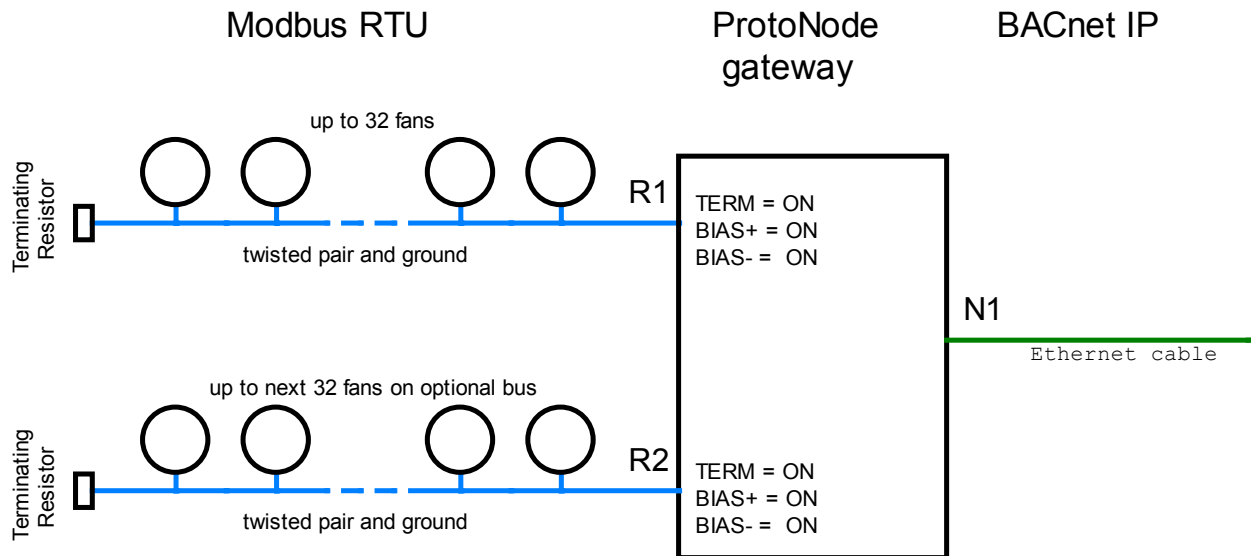 Modbus RTU
ProtoNode
gateway
BACnet IP
up to 32 fans
Terminating
Resistor
twisted pair and ground
R1
TERM = ON
BIAS+ = ON
BIAS- =  ON
N1
Ethernet cable
up to next 32 fans on optional bus
Terminating
Resistor
twisted pair and ground
R2
TERM = ON
BIAS+ = ON
BIAS- =  ON